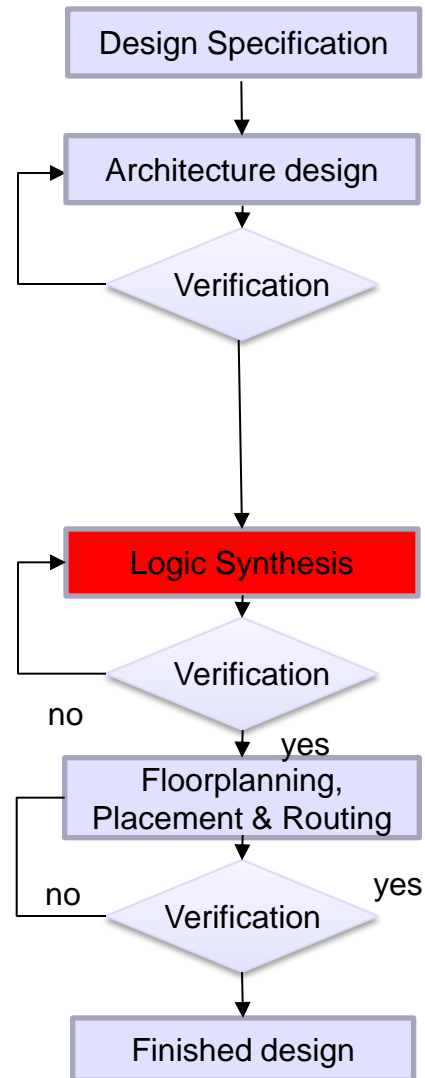 Design Specification
Architecture design
Verification
Logic Synthesis
Verification
no
yes
Floorplanning,
Placement & Routing
no
yes
Verification
Finished design